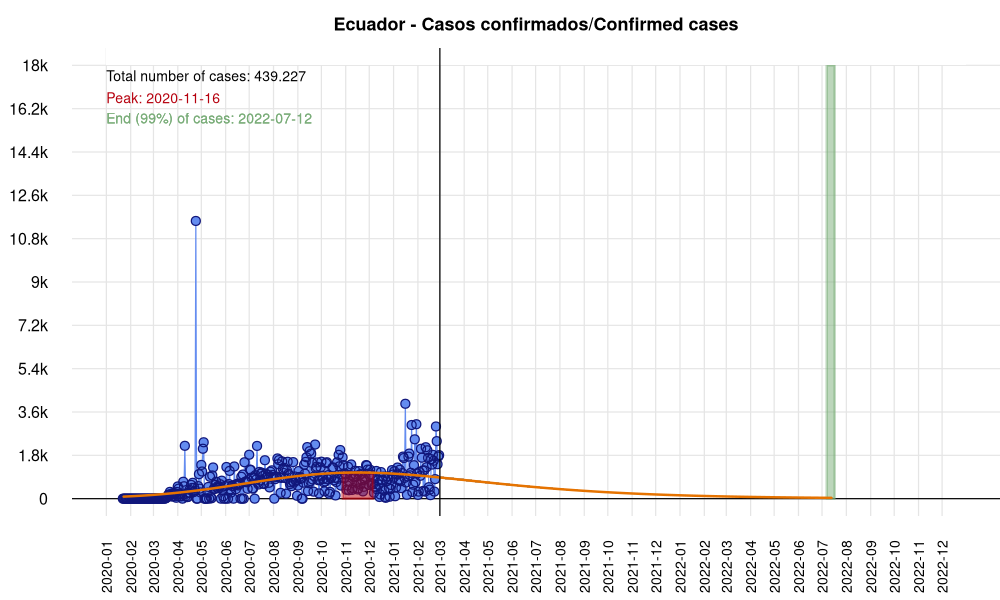 Ecuador - Casos confirmados/Confirmed cases
18k
Total number of cases: 439.227
Peak: 2020-11-16
16.2k
End (99%) of cases: 2022-07-12
14.4k
12.6k
10.8k
9k
7.2k
5.4k
3.6k
1.8k
0
2020-01
2020-02
2020-03
2020-04
2020-05
2020-06
2020-07
2020-08
2020-09
2020-10
2020-11
2020-12
2021-01
2021-02
2021-03
2021-04
2021-05
2021-06
2021-07
2021-08
2021-09
2021-10
2021-11
2021-12
2022-01
2022-02
2022-03
2022-04
2022-05
2022-06
2022-07
2022-08
2022-09
2022-10
2022-11
2022-12